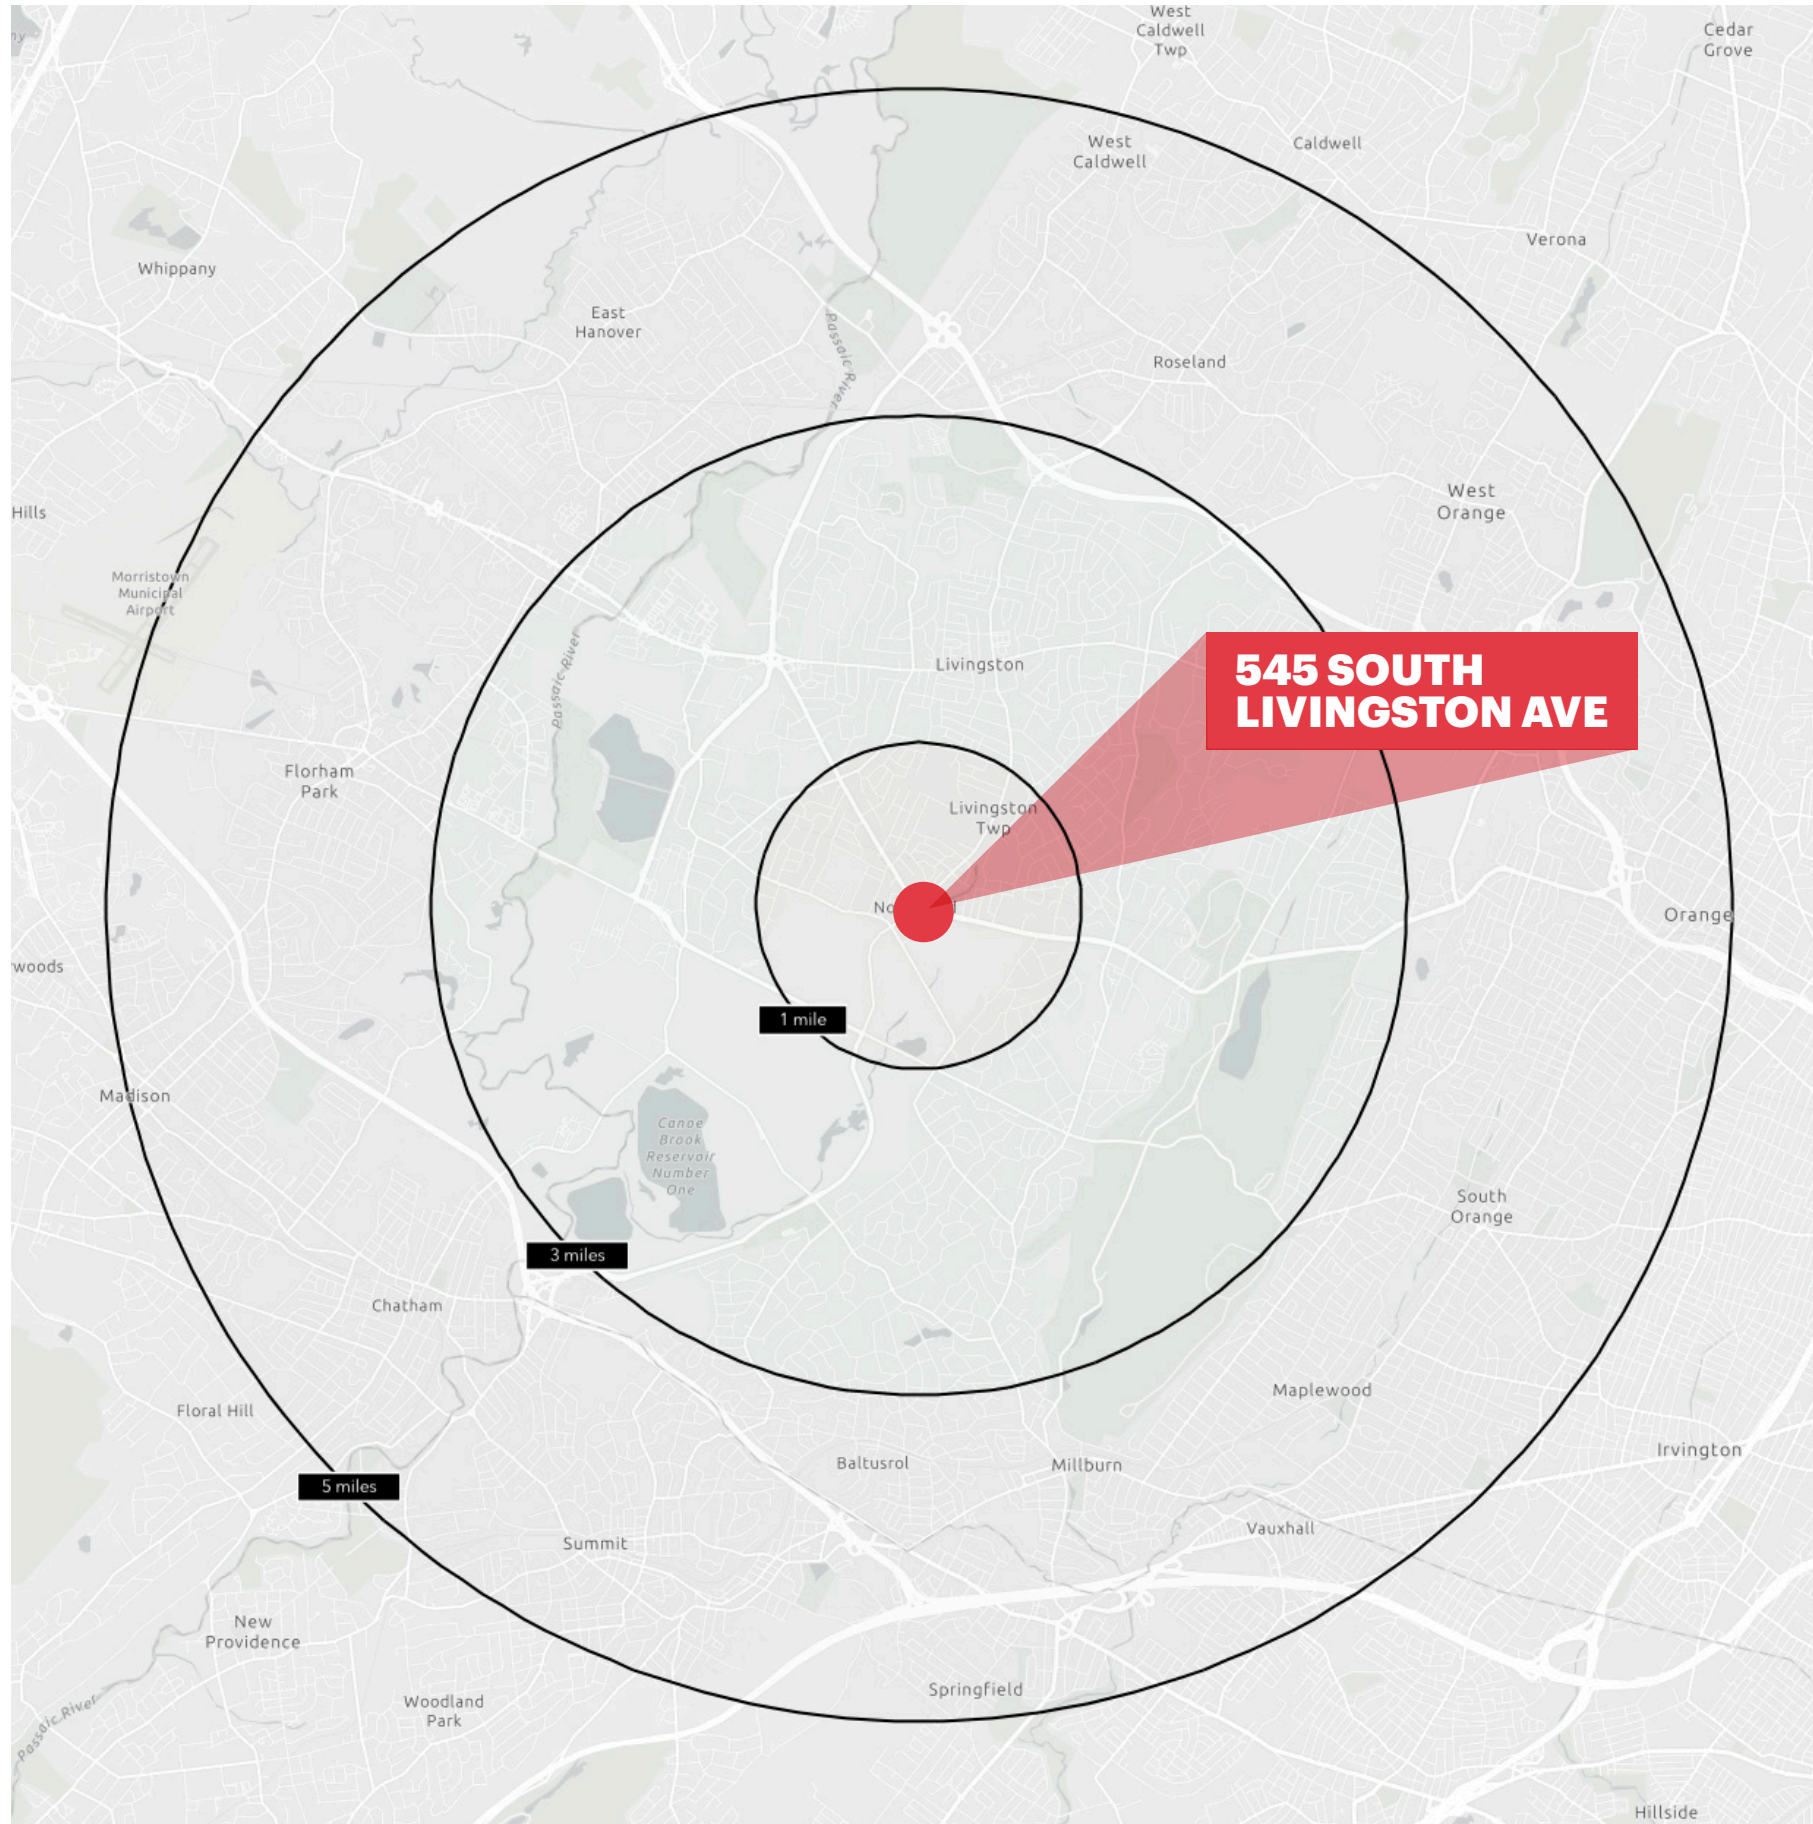 West
Caldwell
Twp
Cedar
Grove
West
Caldwell
Caldwell
Verona
Whippany
East
Hanover
Passaic River
Roseland
West
Orange
Hills
Morristown
Municipal
Airport
Passaic River
Livingston
545 SOUTH
LIVINGSTON AVE
Florham
Park
Livingston
Twp
Orange
1 mile
Madison
Canoe
Brook
Reservoir
Number
One
South
Orange
3 miles
Chatham
Maplewood
Floral Hill
Irvington
Baltusrol
Millburn
5 miles
Vauxhall
Summit
New
Providence
Springfield
Woodland
Park
Passaic River
Hillside